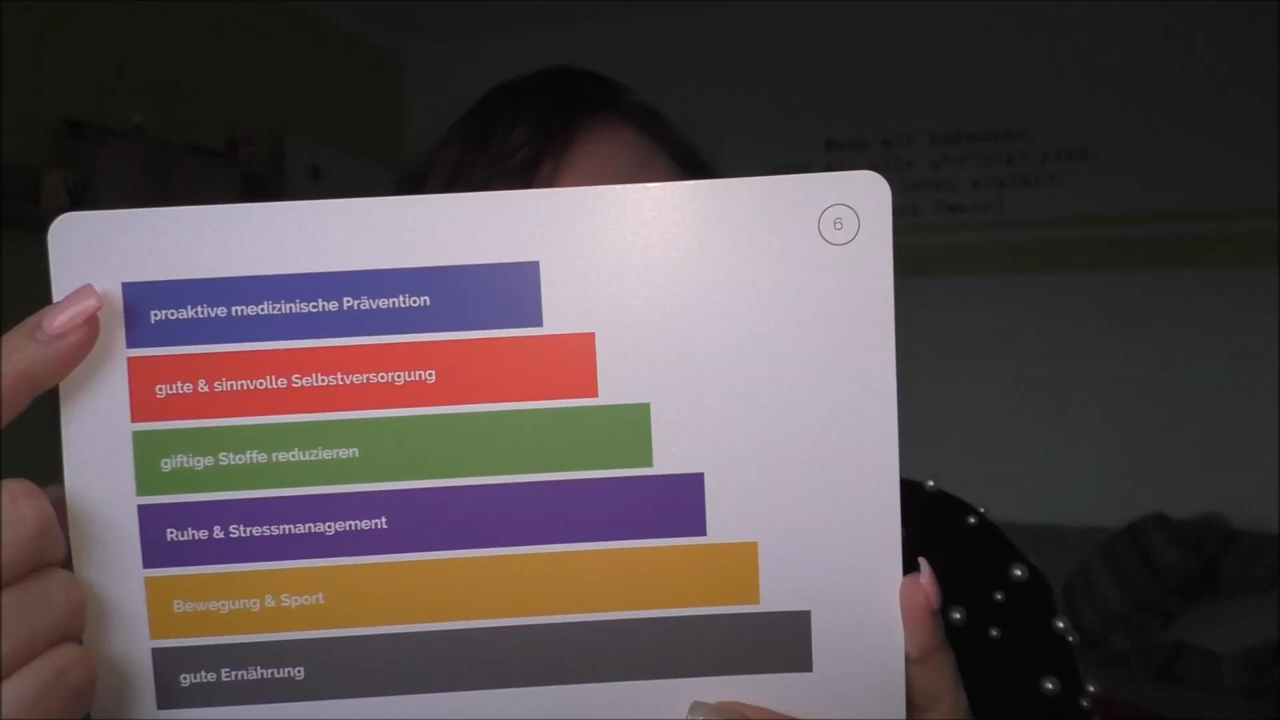 6
proaktive medizinische Prävention
gute & sinnvolle Selbstversorgung
giftige Stoffe reduzieren
Ruhe & Stressmanagement
Bewegung & Sport
gute Ernährung